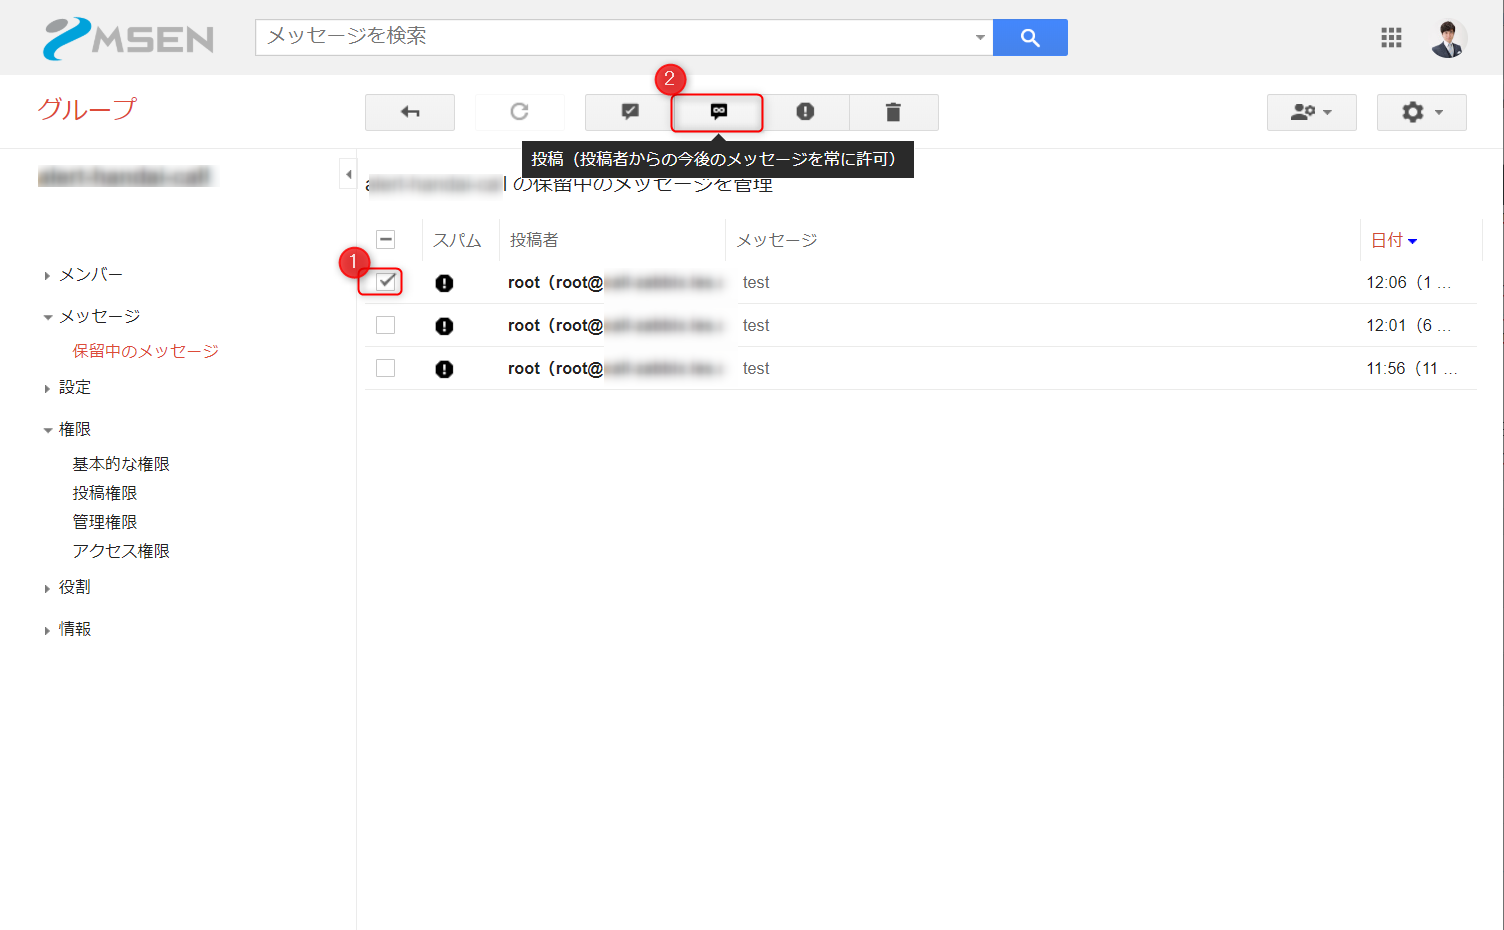 MSEN
メッセージを検索
グループ
2
投稿（投稿者からの今後のメッセージを常に許可）
の保留中のメッセージを管理
スパム 投稿者 メッセージ 日付
1
root（root@ test 12:06（1 ...
root（root@ test 12:01（6 ...
root（root@ test 11:56（11 ...
メンバー
メッセージ
保留中のメッセージ
設定
権限
基本的な権限
投稿権限
管理権限
アクセス権限
役割
情報